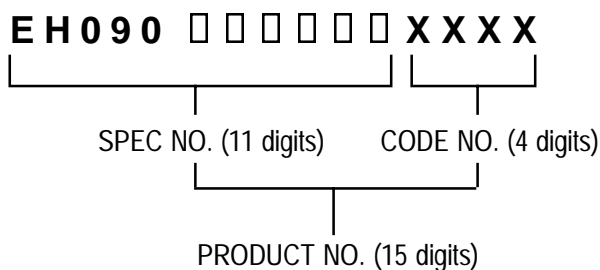 EH090 □□□□□□ XXXX
SPEC NO. (11 digits) CODE NO. (4 digits)
PRODUCT NO. (15 digits)